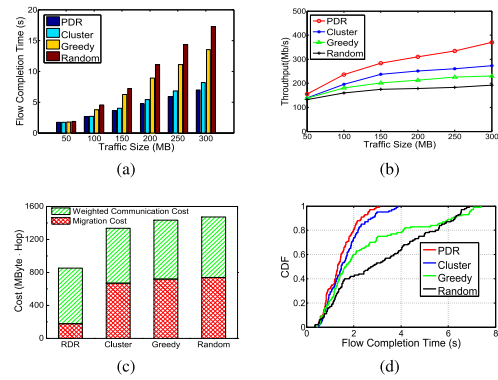 Flow Completion Time (s)
20
15
10
5
0
PDR
Cluster
Greedy
Random
50 100 150 200 250 300
Traffic Size (MB)
(a)
Throuthput(Mb/s)
500
400
300
200
100
0
PDR
Cluster
Greedy
Random
50 100 150 200 250 300
Traffic Size (MB)
(b)
Cost (MByte · Hop)
1600
1200
800
400
0
Weighted Communication Cost
Migration Cost
RDR Cluster Greedy Random
(c)
CDF
1
0.8
0.6
0.4
0.2
0
PDR
Cluster
Greedy
Random
0 2 4 6 8
Flow Completion Time (s)
(d)